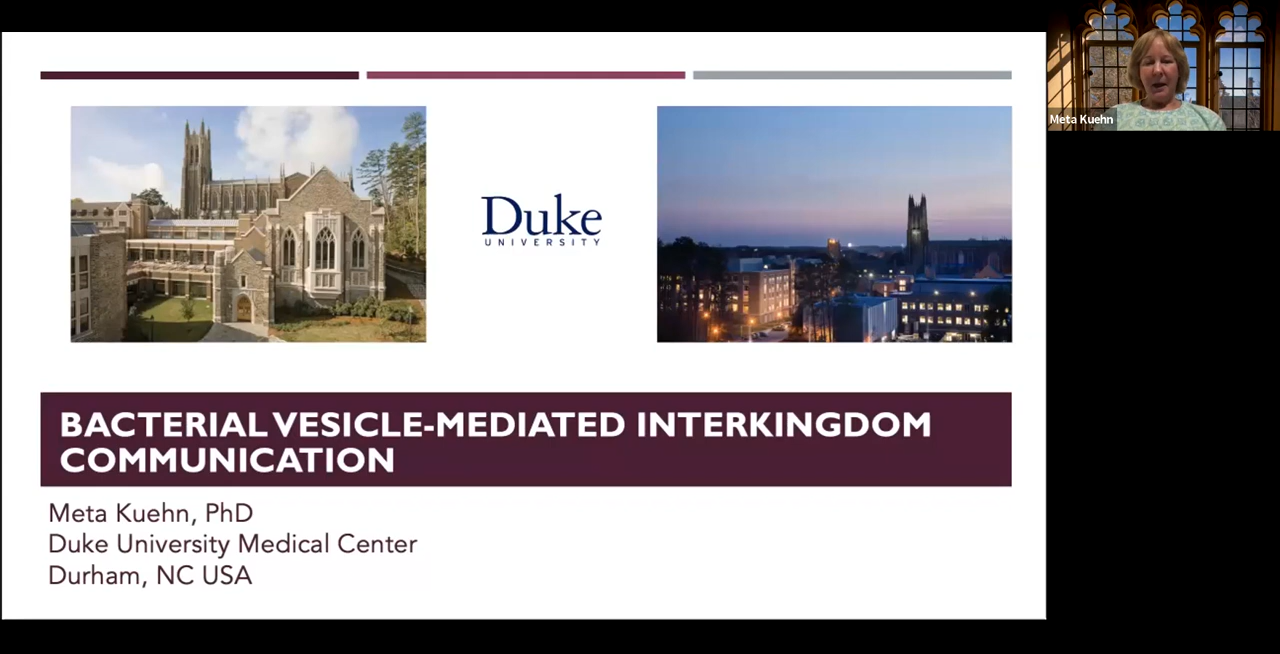 Meta Kuehn
Duke
UNIVERSITY
BACTERIAL VESICLE-MEDIATED INTERKINGDOM
COMMUNICATION
Meta Kuehn, PhD
Duke University Medical Center
Durham, NC USA